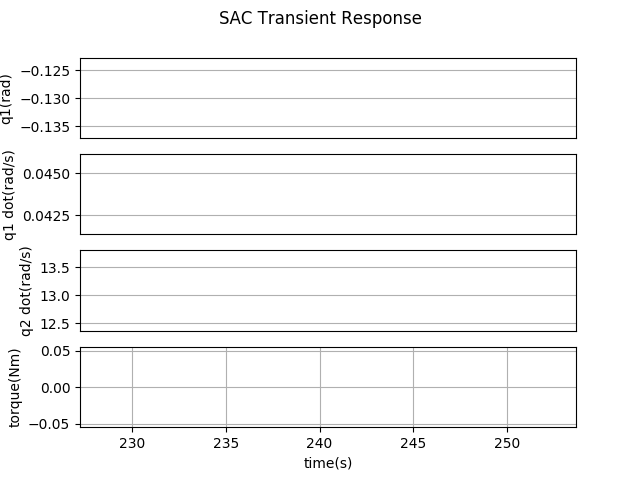 SAC Transient Response
q1(rad)
−0.125
−0.130
−0.135
q1 dot(rad/s)
0.0450
0.0425
q2 dot(rad/s)
13.5
13.0
12.5
torque(Nm)
0.05
0.00
−0.05
230 235 240 245 250
time(s)